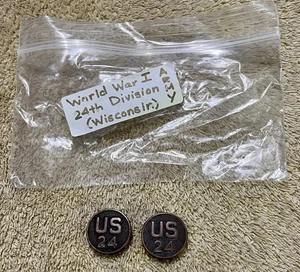 World War I
24th Division
(Wisconsin)
ARMY
US
24
US
24